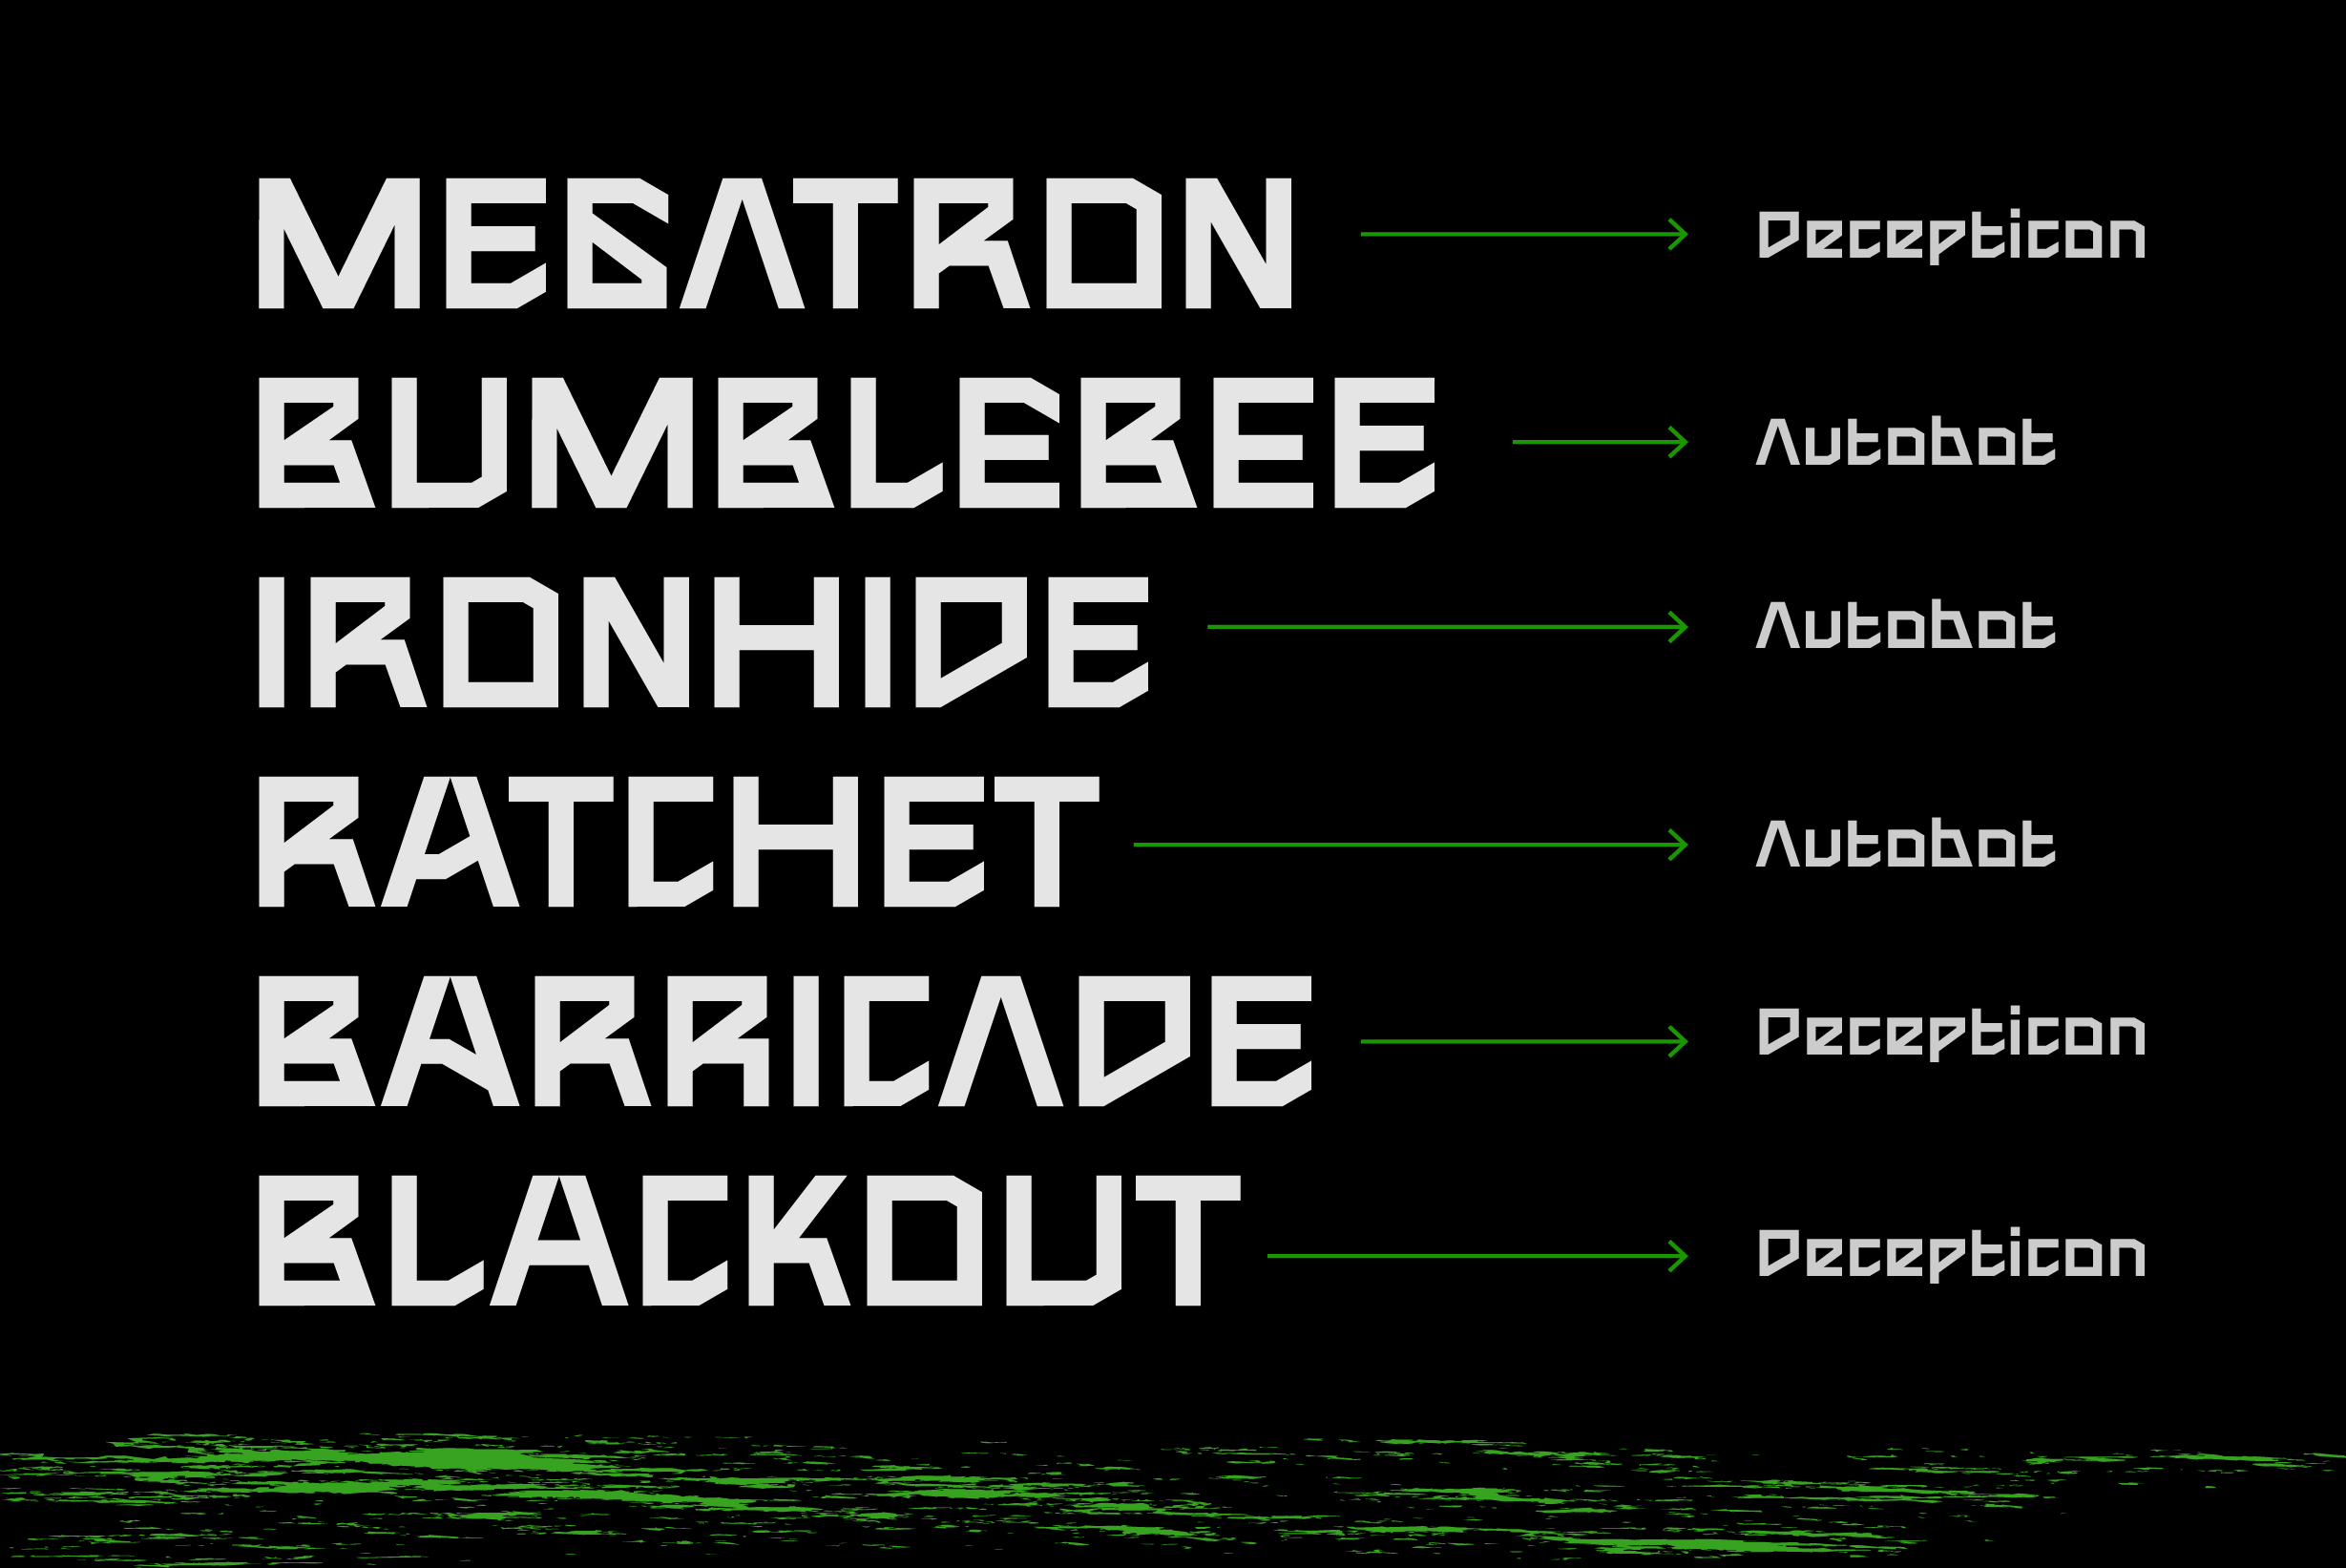 MEGATRON → Decepticon
BUMBLEBEE → Autobot
IRONHIDE → Autobot
RATCHET → Autobot
BARRICADE → Decepticon
BLACKOUT → Decepticon